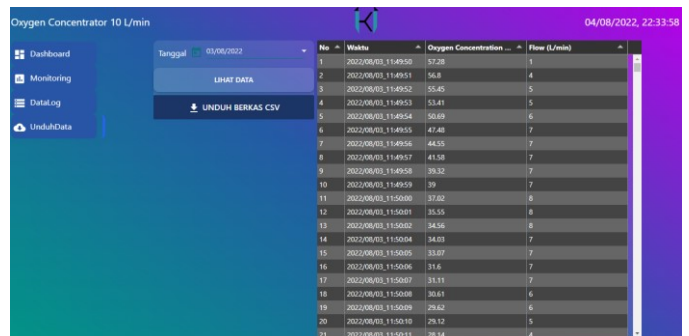 Oxygen Concentrator 10 L/min
04/08/2022, 22:33:58
Dashboard
Monitoring
DataLog
UnduhData
Tanggal 03/08/2022
LIHAT DATA
UNDUH BERKAS CSV
No Waktu Oxygen Concentration ... Flow (L/min)
1 2022/08/03_11:49:50 57.28 1
2 2022/08/03_11:49:51 56.8 4
3 2022/08/03_11:49:52 55.45 5
4 2022/08/03_11:49:53 53.41 5
5 2022/08/03_11:49:54 50.69 6
6 2022/08/03_11:49:55 47.48 7
7 2022/08/03_11:49:56 44.55 7
8 2022/08/03_11:49:57 41.58 7
9 2022/08/03_11:49:58 39.32 7
10 2022/08/03_11:49:59 39 7
11 2022/08/03_11:50:00 37.02 8
12 2022/08/03_11:50:01 35.55 8
13 2022/08/03_11:50:02 34.56 8
14 2022/08/03_11:50:04 34.03 7
15 2022/08/03_11:50:05 33.07 7
16 2022/08/03_11:50:06 31.6 7
17 2022/08/03_11:50:07 31.11 7
18 2022/08/03_11:50:08 30.61 6
19 2022/08/03_11:50:09 29.62 6
20 2022/08/03_11:50:10 29.12 5
21 2022/08/03_11:50:11 28.14 4